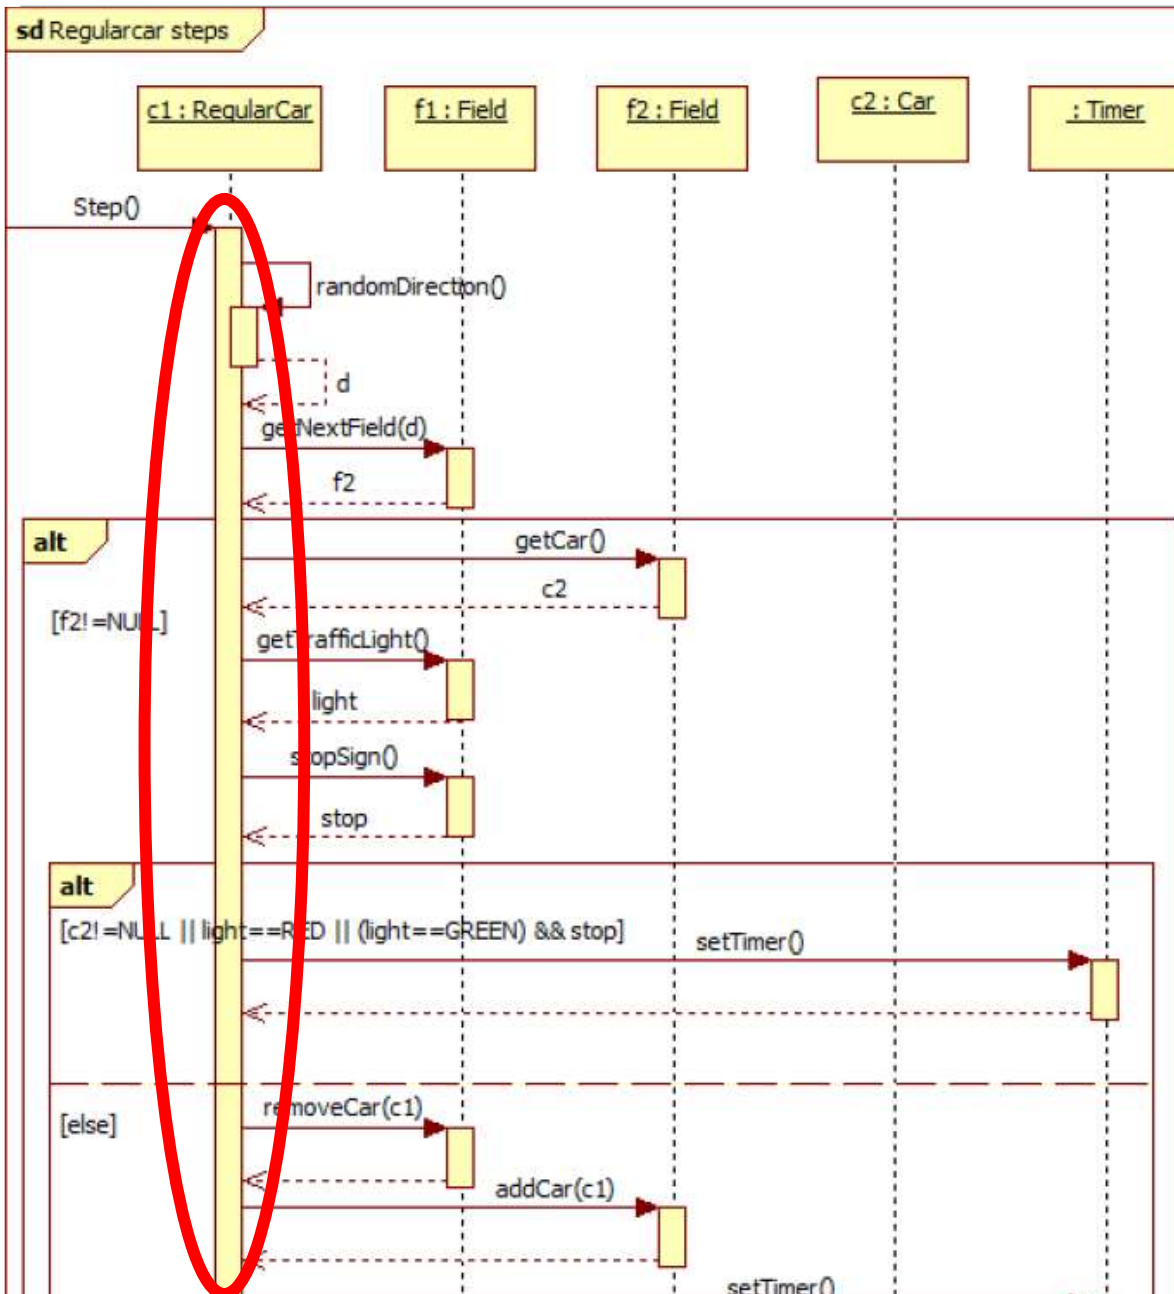 sd Regularcar steps
c1 : RegularCar
f1 : Field
f2 : Field
c2 : Car
: Timer
Step()
randomDirection()
d
getNextField(d)
f2
alt
getCar()
[f2!=NULL]
c2
getTrafficLight()
light
stopSign()
stop
alt
[c2!=NULL || light==RED || (light==GREEN) && stop]
setTimer()
[else]
removeCar(c1)
addCar(c1)
setTimer()